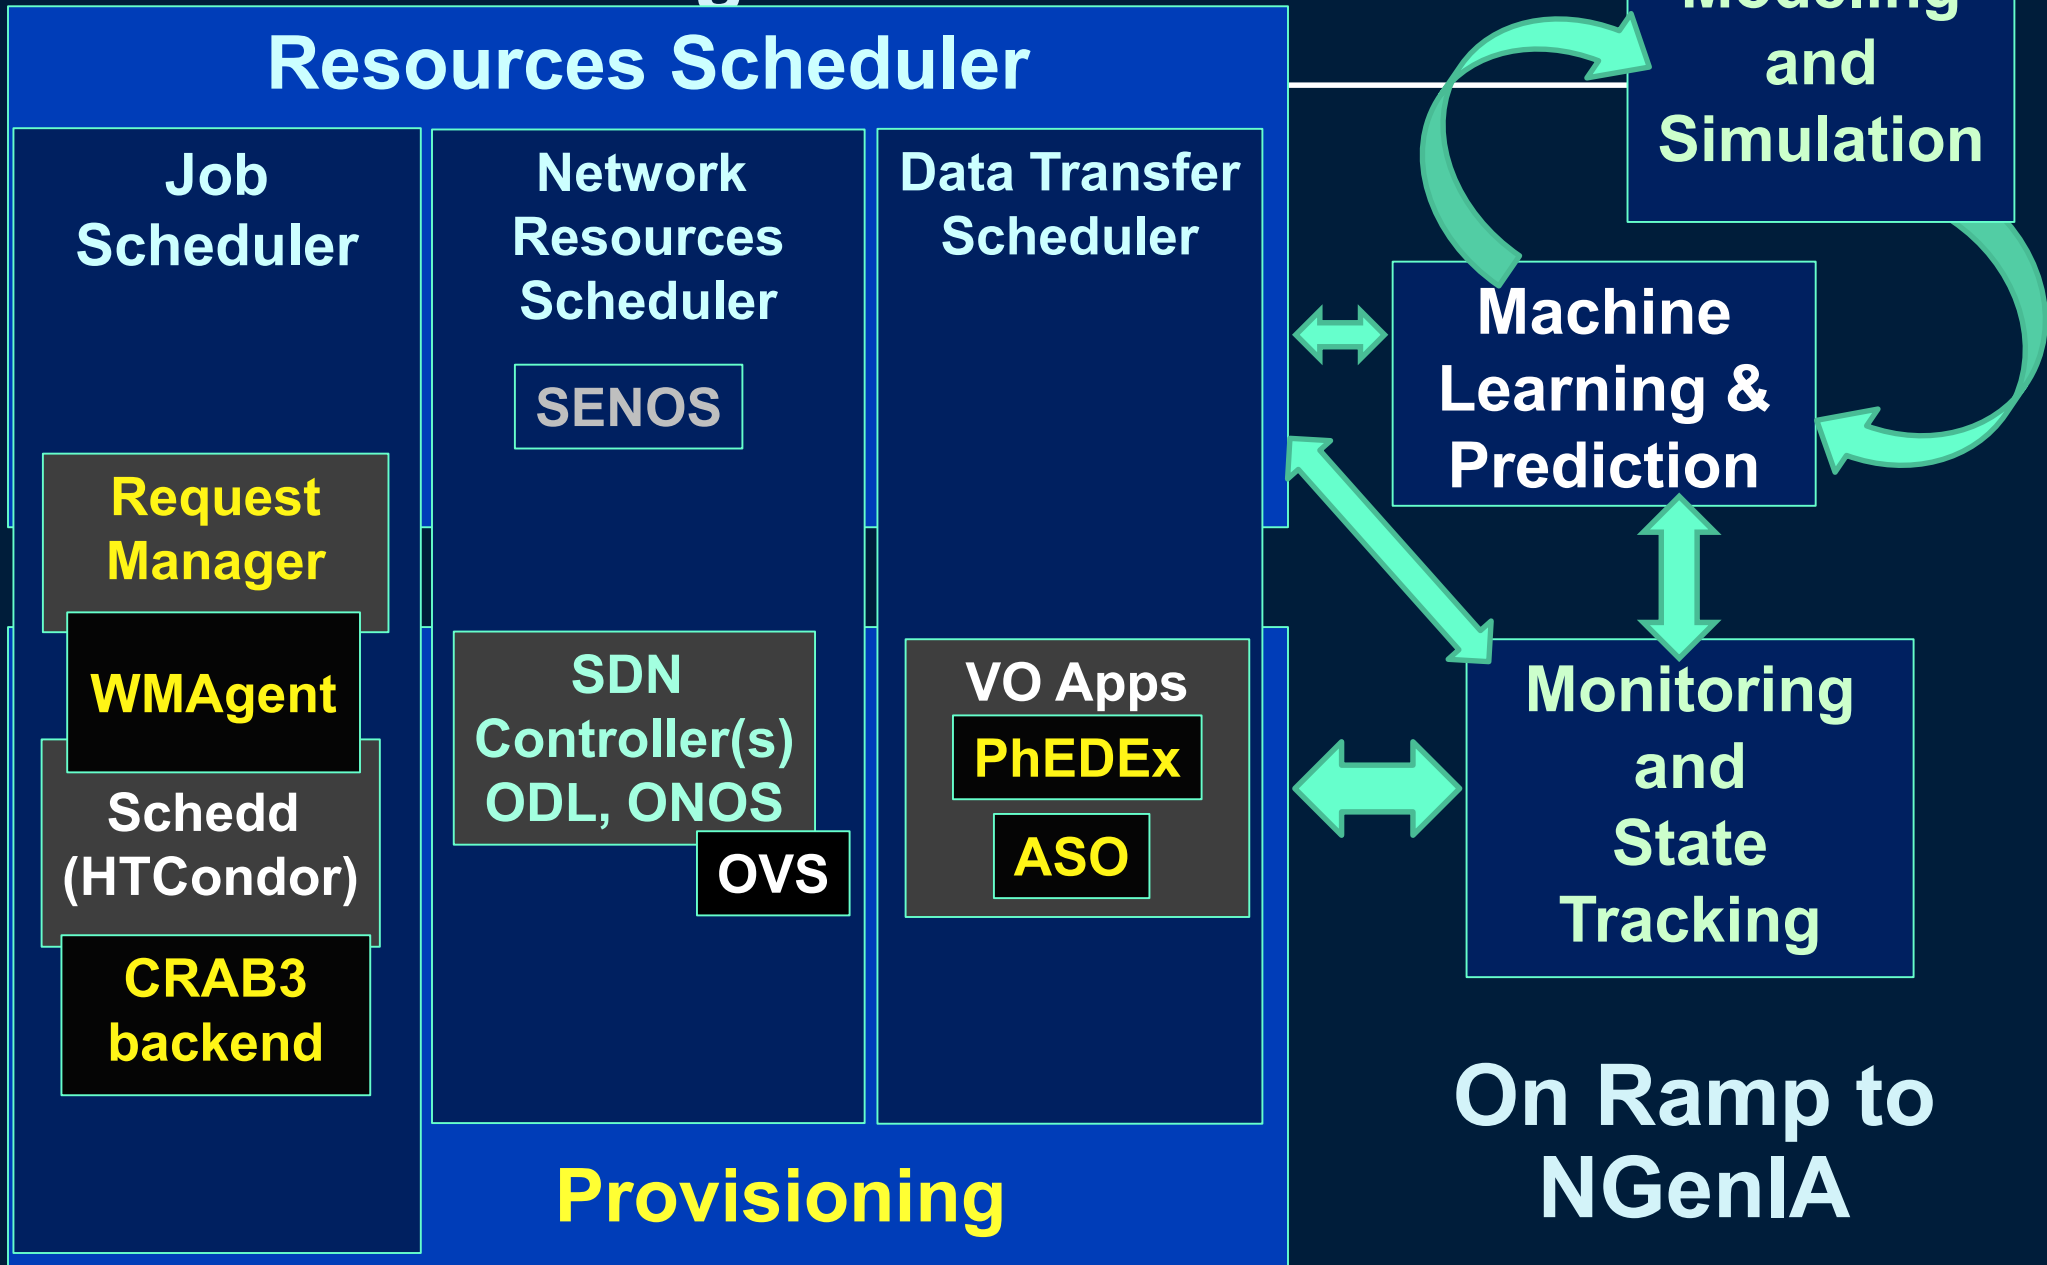 Resources Scheduler
Job
Scheduler
Network
Resources
Scheduler
SENOS
Data Transfer
Scheduler
Request
Manager
WMAgent
Schedd
(HTCondor)
CRAB3
backend
SDN
Controller(s)
ODL, ONOS
OVS
VO Apps
PhEDEx
ASO
Provisioning
Modeling
and
Simulation
Machine
Learning &
Prediction
Monitoring
and
State
Tracking
On Ramp to
NGenIA